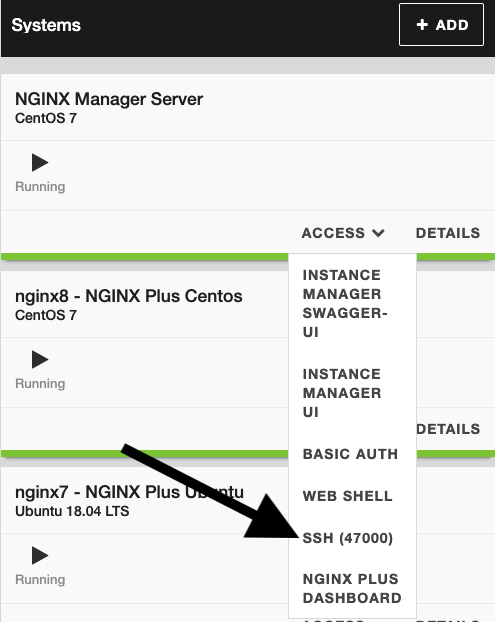 Systems
+ ADD
NGINX Manager Server
CentOS 7
Running
ACCESS DETAILS
INSTANCE
MANAGER
SWAGGER-
UI
INSTANCE
MANAGER
UI
BASIC AUTH
WEB SHELL
SSH (47000)
NGINX PLUS
DASHBOARD
nginx8 - NGINX Plus Centos
CentOS 7
Running
DETAILS
nginx7 - NGINX Plus Ubuntu
Ubuntu 18.04 LTS
Running